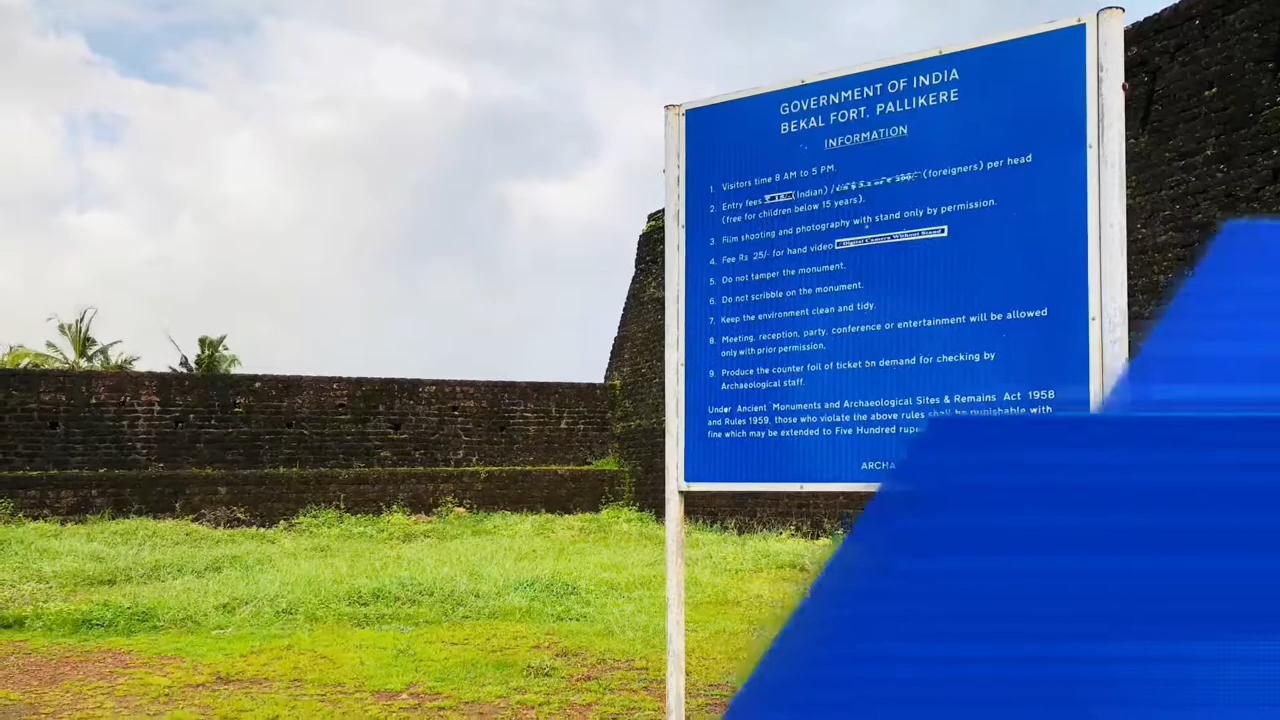 GOVERNMENT OF INDIA
BEKAL FORT, PALLIKERE
INFORMATION
1. Visitors time 8 AM to 5 PM.
2. Entry fees (Indian) / (foreigners) per head
(free for children below 15 years).
3. Film shooting and photography with stand only by permission.
4. Fee Rs 25/- for hand video Digital Camera Without Stand
5. Do not tamper the monument.
6. Do not scribble on the monument.
7. Keep the environment clean and tidy.
8. Meeting, reception, party, conference or entertainment will be allowed
only with prior permission,
9. Produce the counter foil of ticket on demand for checking by
Archaeological staff.
Under Ancient Monuments and Archaeological Sites & Remains Act 1958
and Rules 1959, those who violate the above rules shall be punishable with
fine which may be extended to Five Hundred